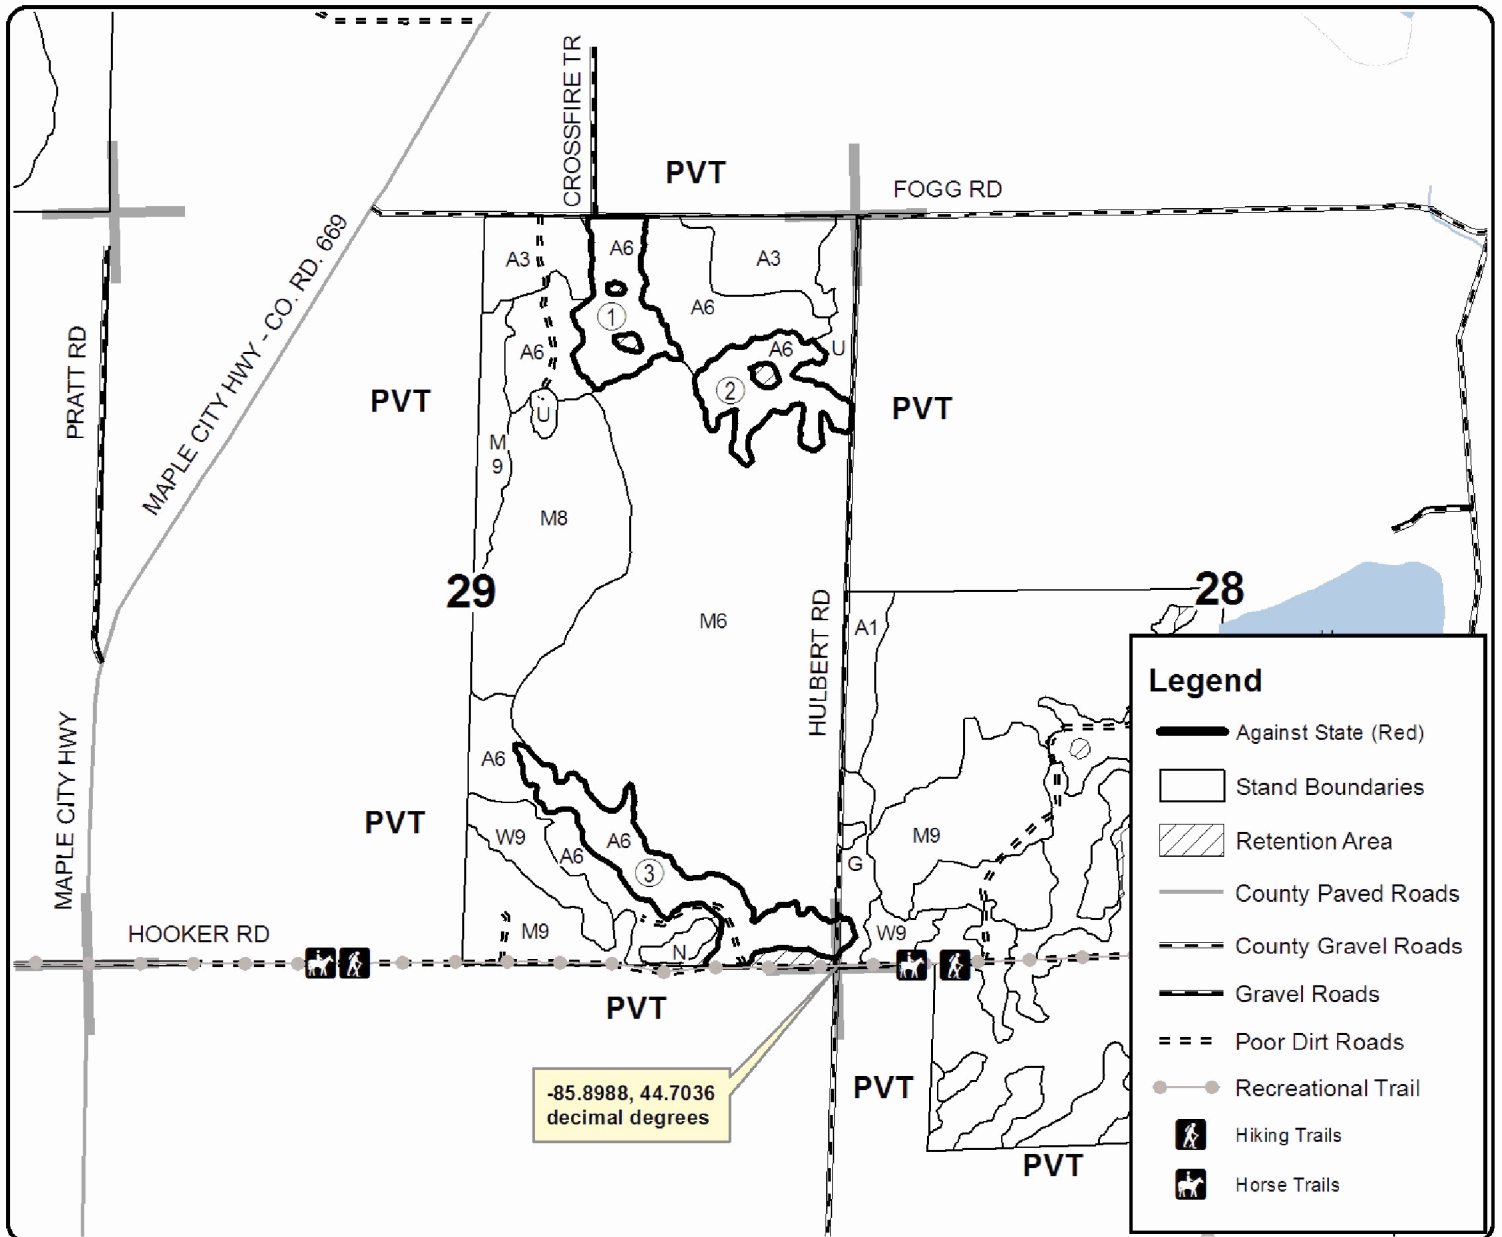 CROSSFIRE TR
PVT
FOGG RD
MAPLE CITY HWY - CO. RD. 669
PRATT RD
A3
A6
A3
A6
1
A6
A6
U
2
PVT
PVT
U
M
9
M8
29
28
M6
HULBERT RD
A1
MAPLE CITY HWY
A6
PVT
W9
A6
A6
3
M9
G
M9
W9
N
HOOKER RD
PVT
-85.8988, 44.7036
decimal degrees
PVT
PVT
Legend
Against State (Red)
Stand Boundaries
Retention Area
County Paved Roads
County Gravel Roads
Gravel Roads
Poor Dirt Roads
Recreational Trail
Hiking Trails
Horse Trails